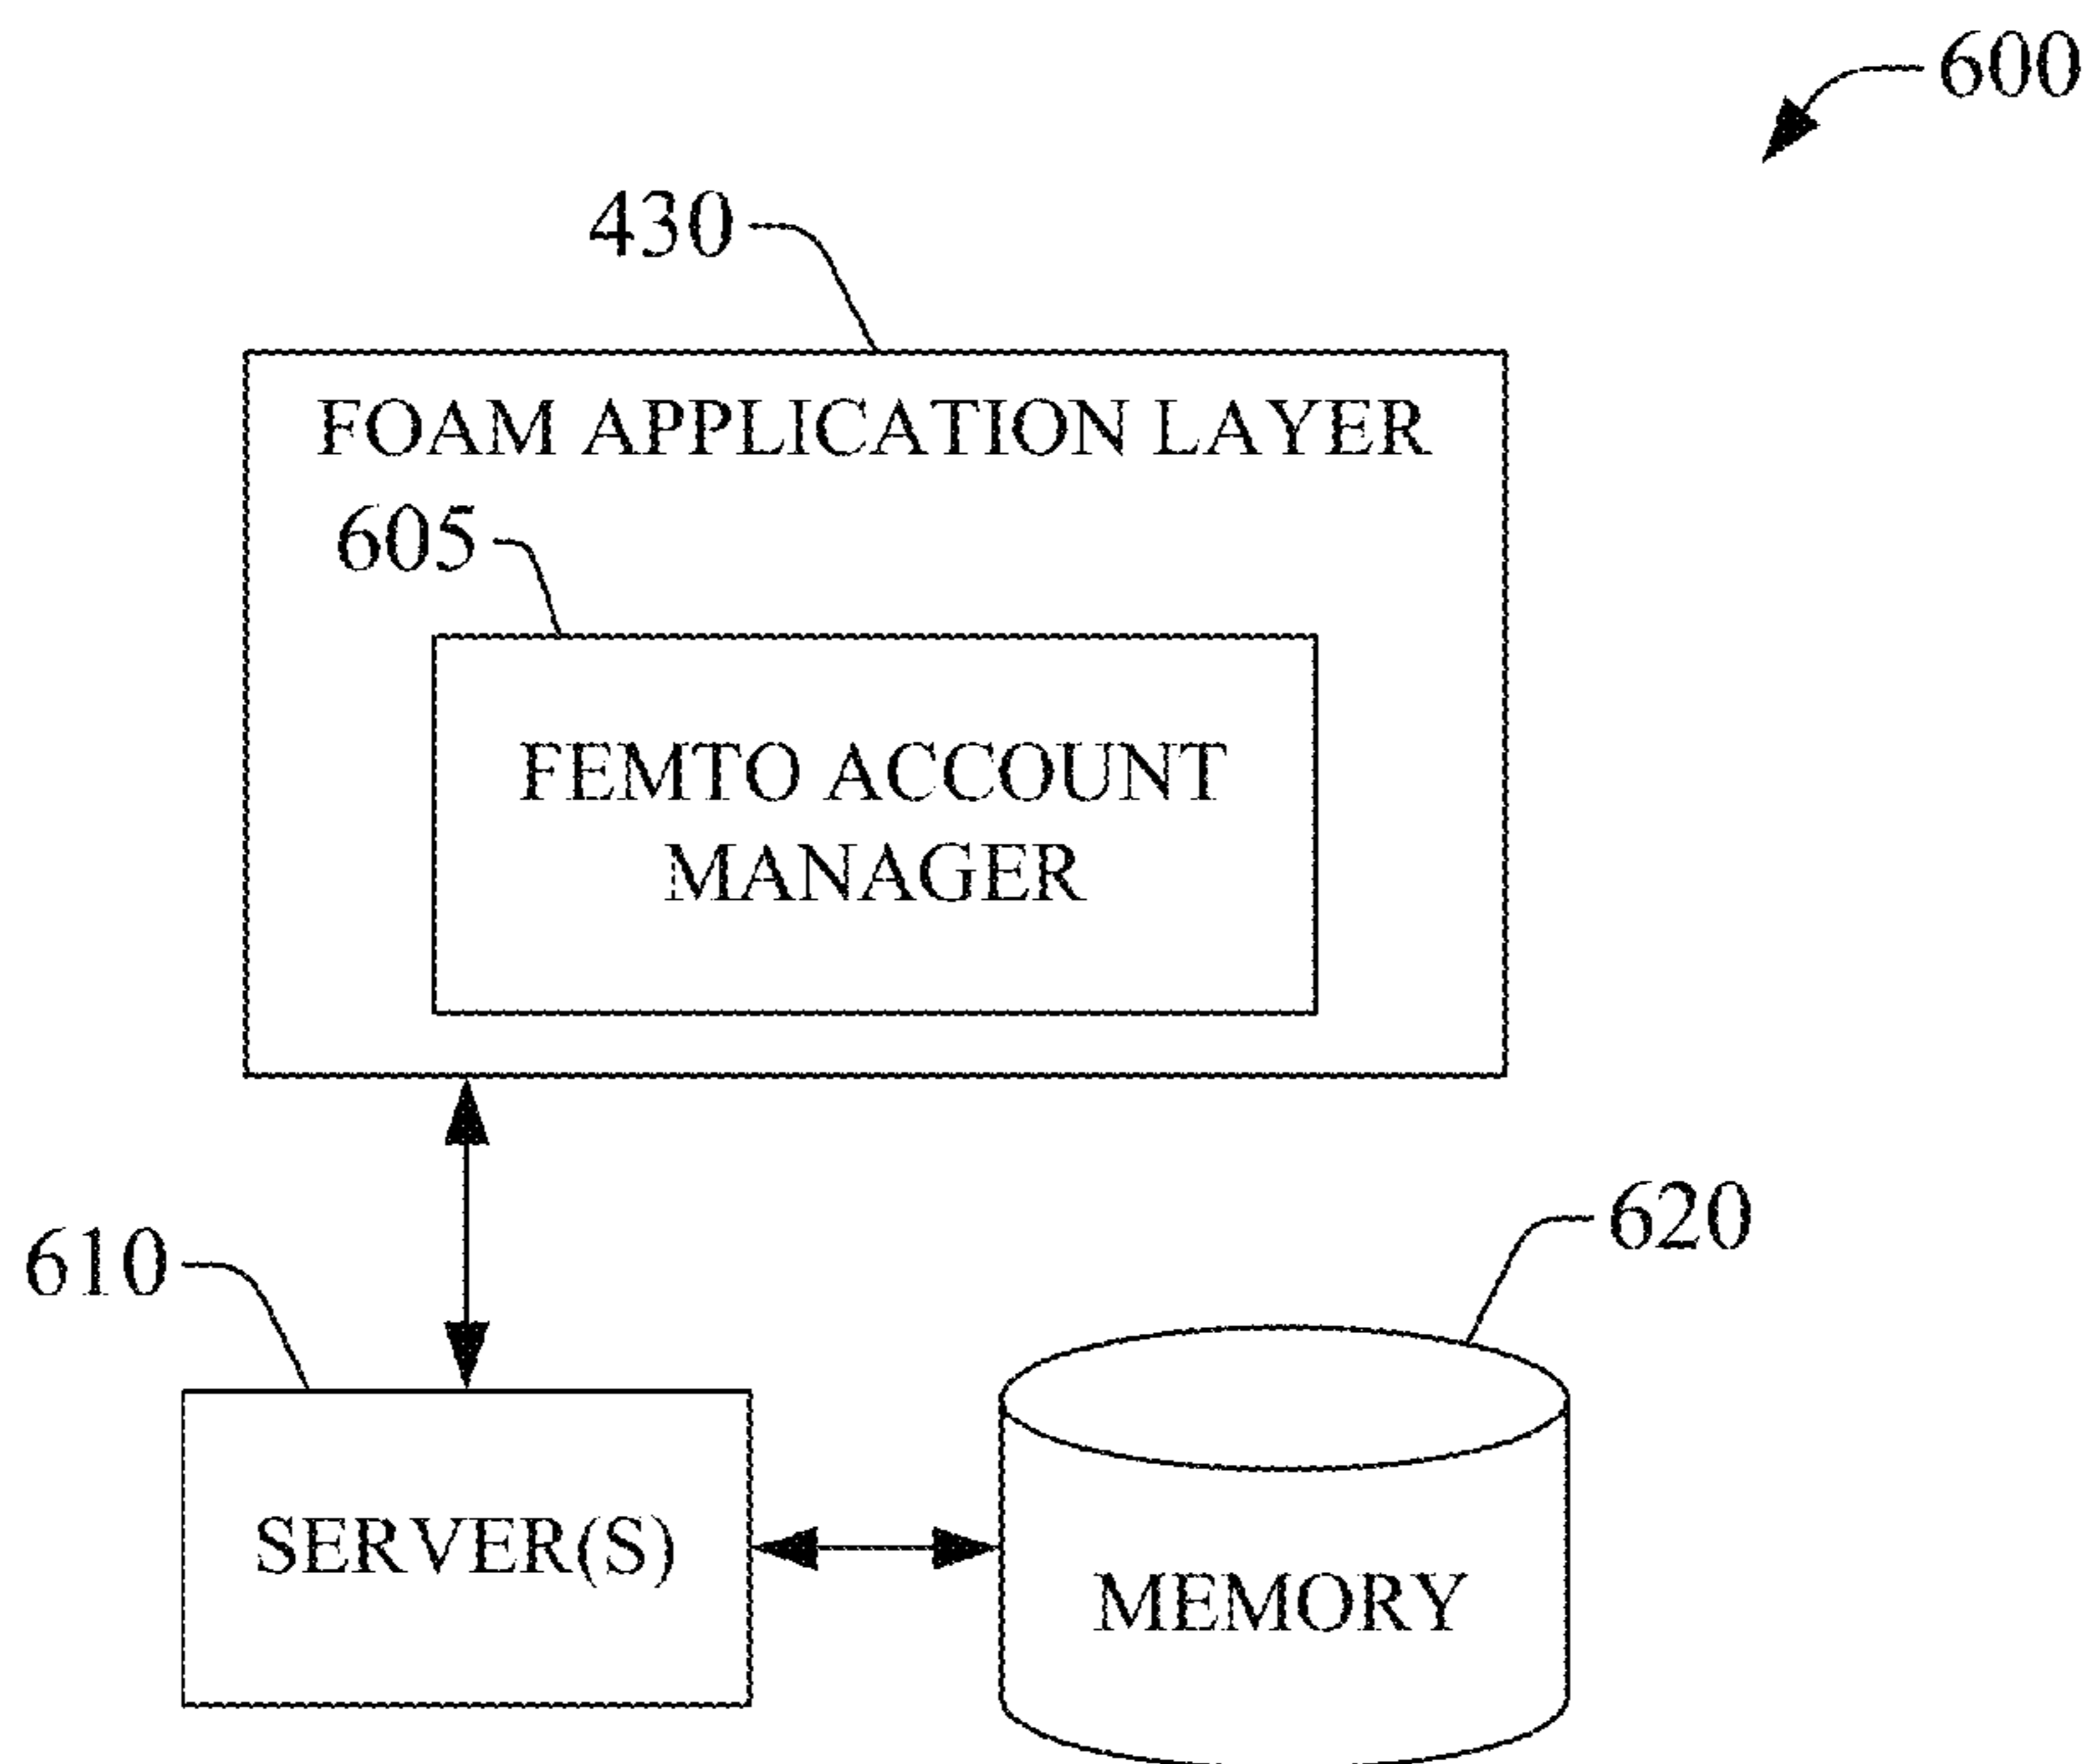 600
430
FOAM APPLICATION LAYER
605
FEMTO ACCOUNT
MANAGER
610
620
SERVER(S)
MEMORY